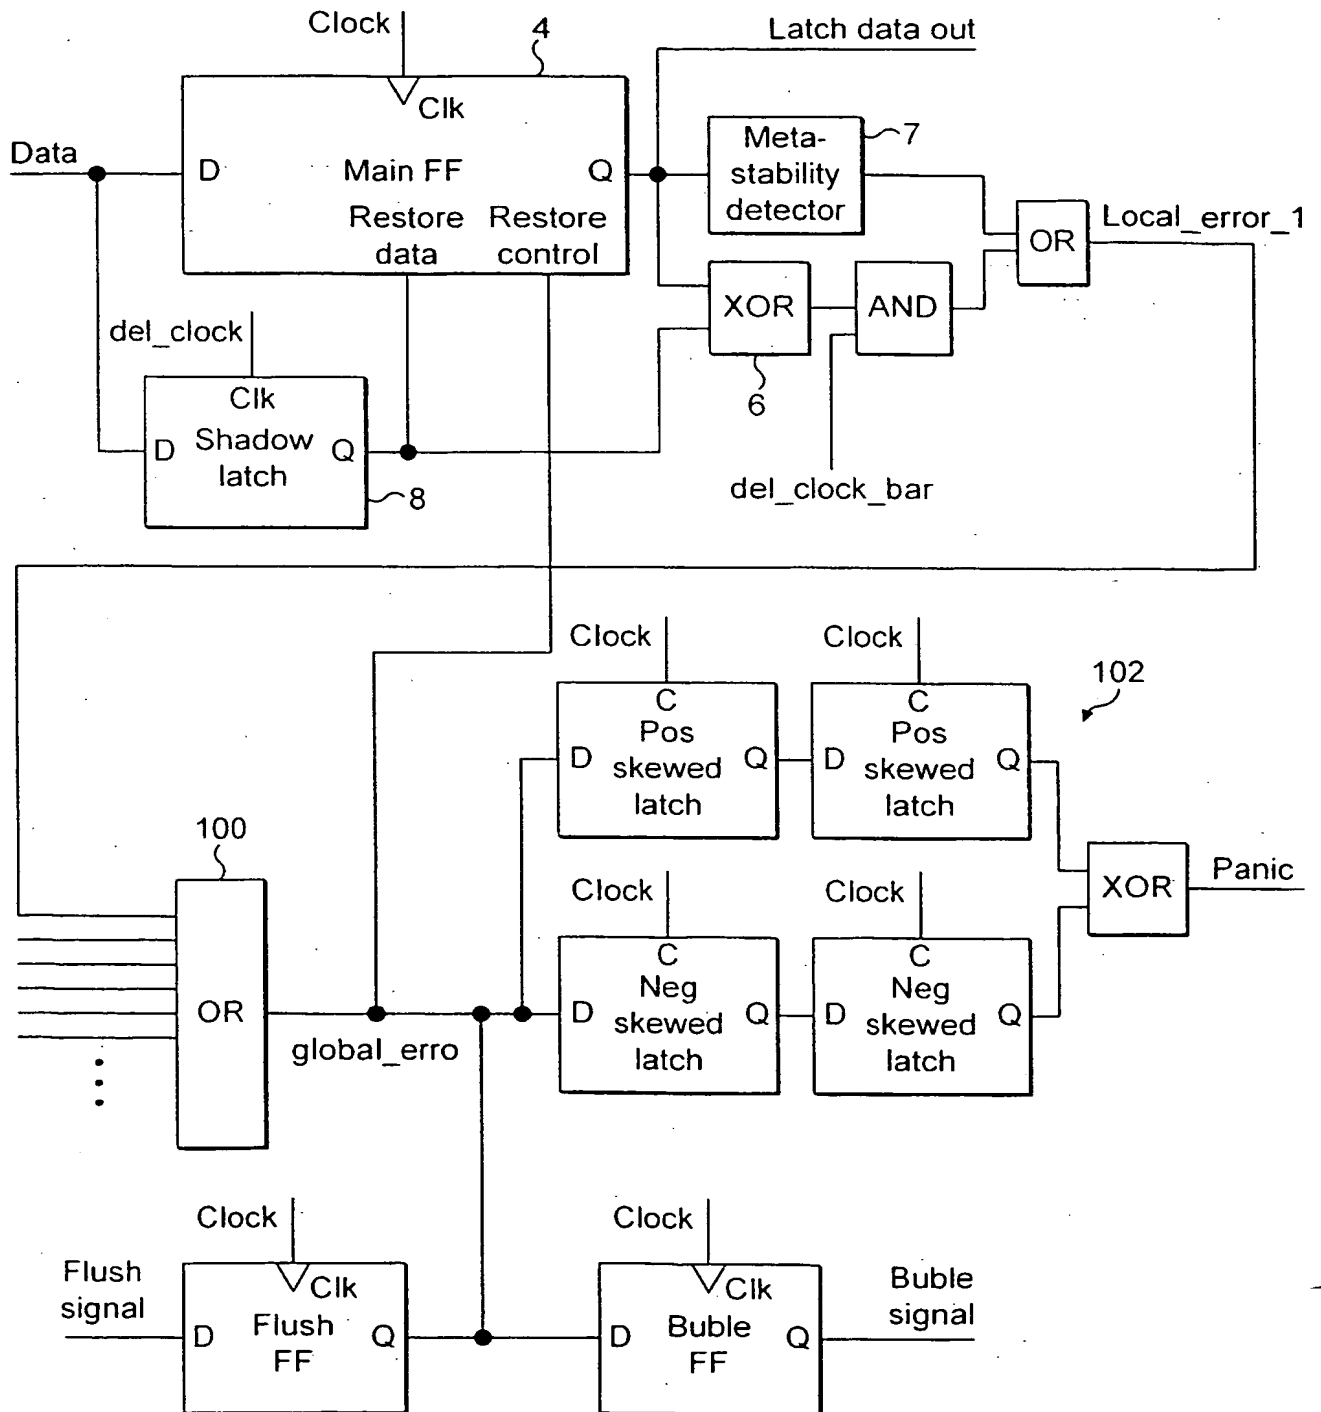 Clock
4
Latch data out
Clk
Data
D
Main FF
Q
Restore
data
Restore
control
Meta-
stability
detector
7
OR
Local_error_1
XOR
6
AND
del_clock_bar
del_clock
Clk
D
Shadow
latch
Q
8
Clock
Clock
102
C
D
Pos
skewed
latch
Q
C
D
Pos
skewed
latch
Q
100
Clock
Clock
XOR
Panic
OR
global_erro
C
D
Neg
skewed
latch
Q
C
D
Neg
skewed
latch
Q
Clock
Clock
Flush
signal
Clk
D
Flush
FF
Q
Clk
D
Buble
FF
Q
Buble
signal